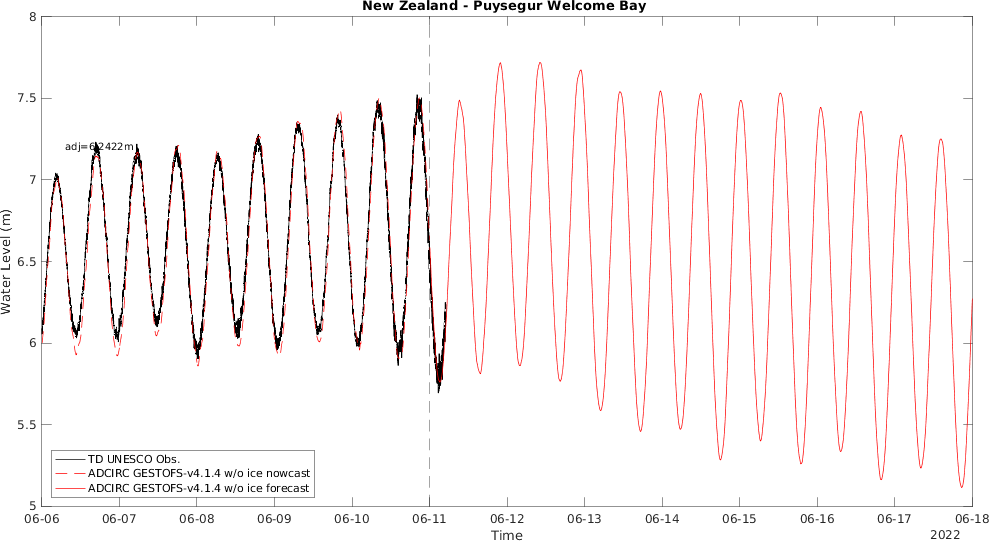 New Zealand - Puysegur Welcome Bay
8
7.5
7
6.5
6
5.5
5
Water Level (m)
adj=6.2422m
TD UNESCO Obs.
ADCIRC GESTOFS-v4.1.4 w/o ice nowcast
ADCIRC GESTOFS-v4.1.4 w/o ice forecast
06-06 06-07 06-08 06-09 06-10 06-11 06-12 06-13 06-14 06-15 06-16 06-17 06-18
Time
2022